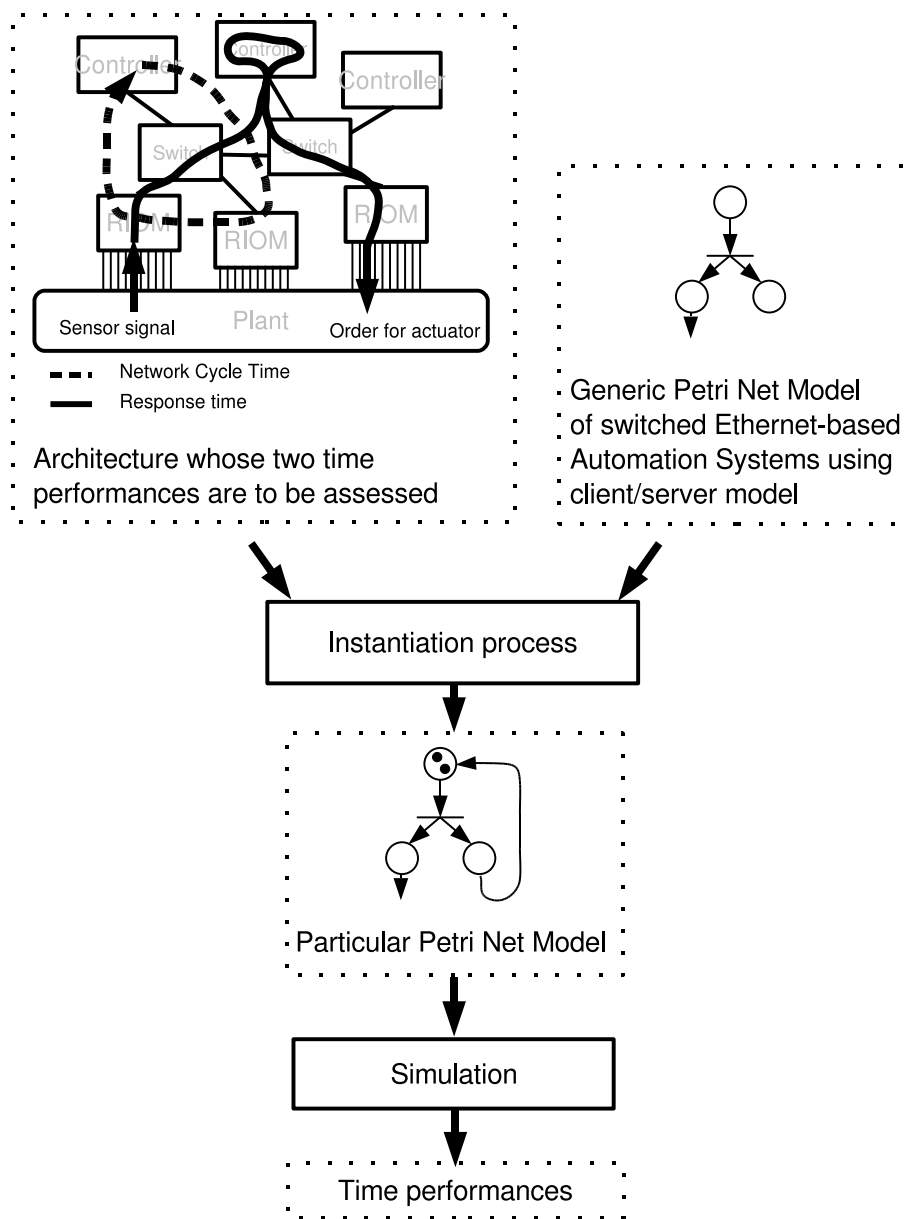 Controller
Controller
Controller
Switch
Switch
RIOM
RIOM
RIOM
Plant
Sensor signal
Order for actuator
Network Cycle Time
Response time
Architecture whose two time
performances are to be assessed
Generic Petri Net Model
of switched Ethernet-based
Automation Systems using
client/server model
Instantiation process
Particular Petri Net Model
Simulation
Time performances